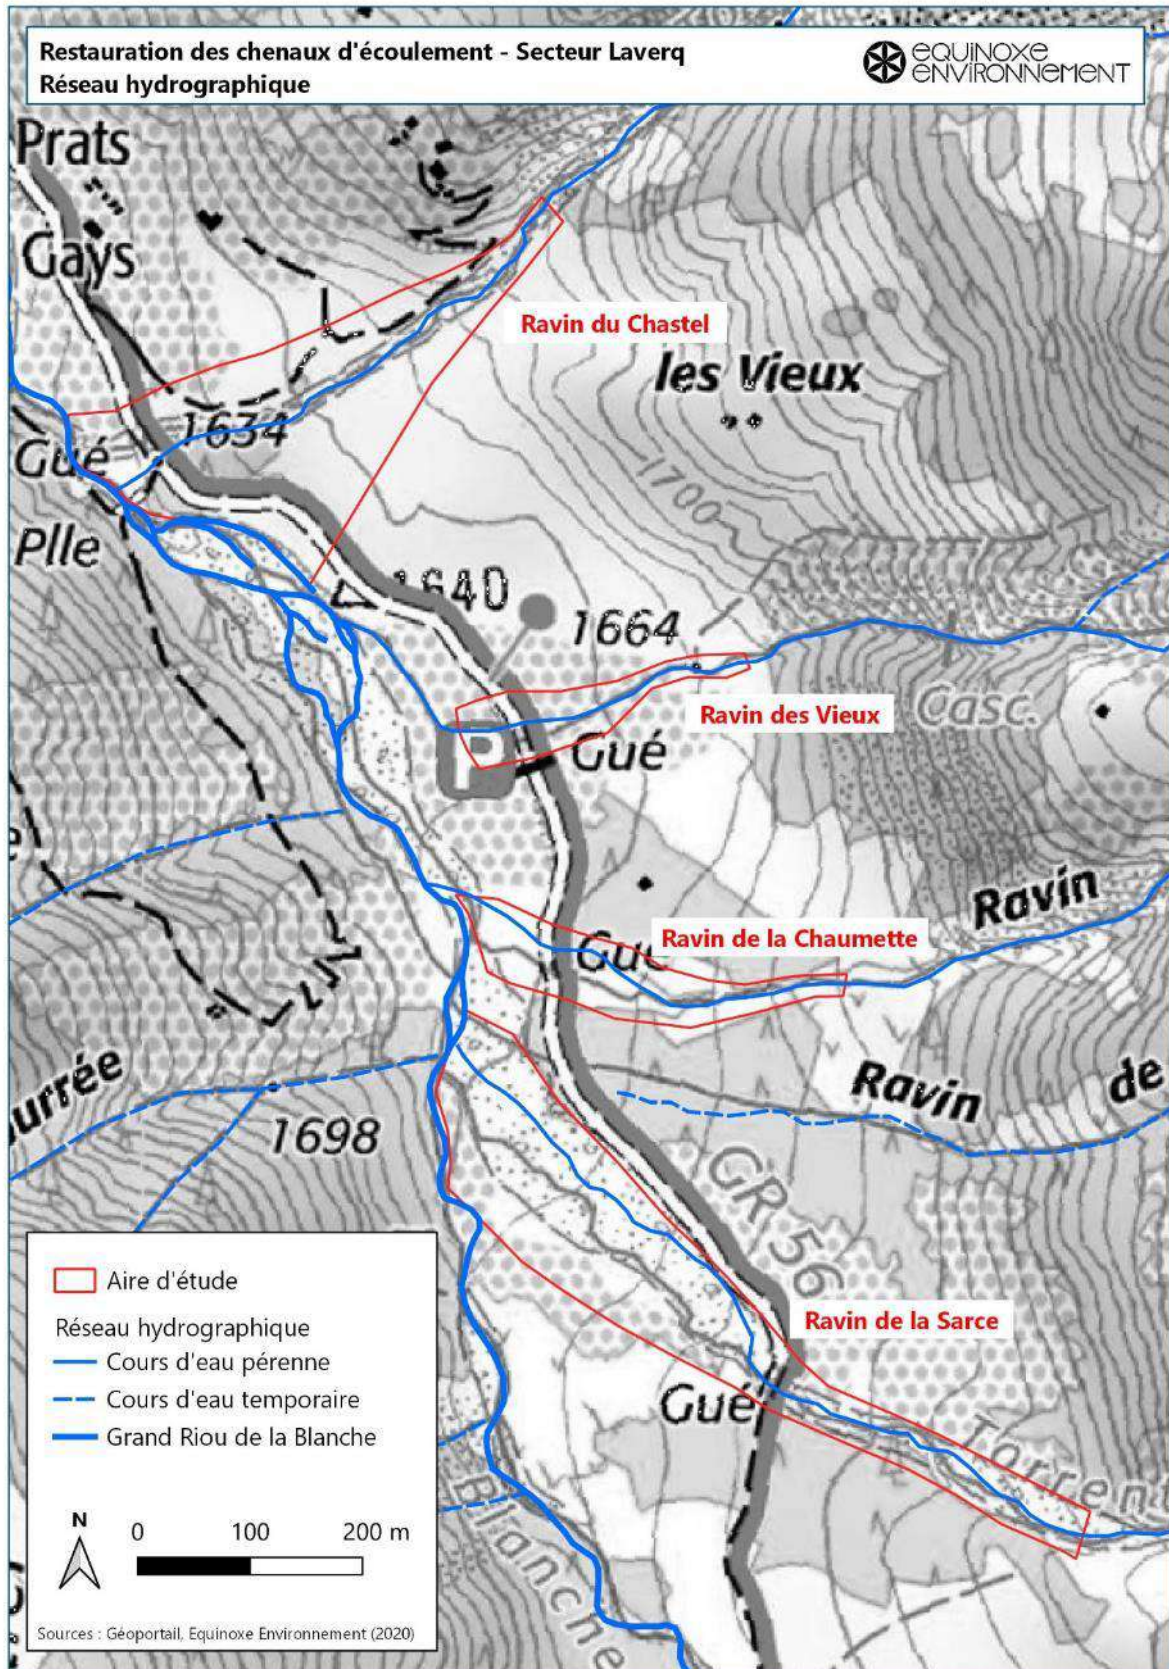 Restauration des chenaux d'écoulement - Secteur Laverq
Réseau hydrographique
EQUINOXE
ENVIRONNEMENT
Prats
Gays
Ravin du Chastel
les Vieux
1634
Gué
1700
Plle
1640
1664
Ravin des Vieux
Casc.
P
Gué
Ravin
Ravin de la Chaumette
Gué
Ravin
de
urrée
1698
GR 56
Ravin de la Sarce
Gué
Torrent
Blanche
Aire d'étude
Réseau hydrographique
Cours d'eau pérenne
Cours d'eau temporaire
Grand Riou de la Blanche
N
0 100 200 m
Sources : Géoportail, Equinoxe Environnement (2020)